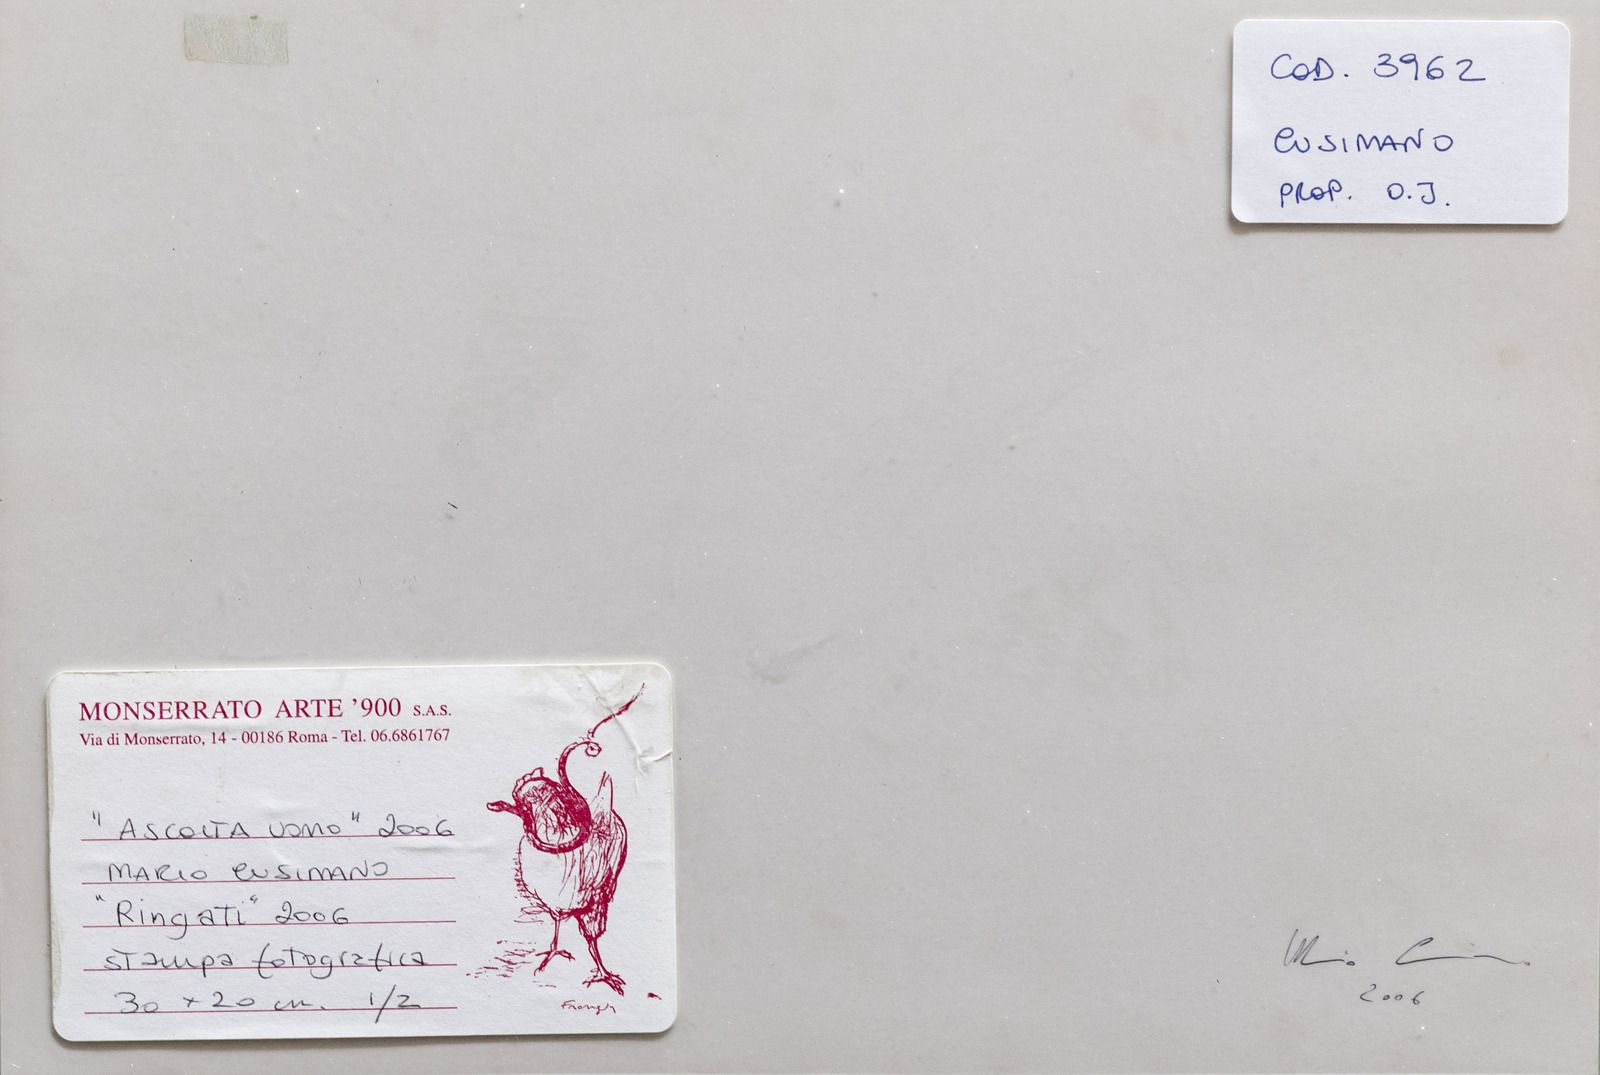 COD. 3962
CUSIMANO
PROP. O.J.
MONSERRATO ARTE '900 S.A.S.
Via di Monserrato, 14 - 00186 Roma - Tel. 06.6861767
"ASCOLTA UOMO" 2006
MARIO CUSIMANO
"Ringati" 2006
stampa fotografica
30 x 20 cm. 1/2
2006